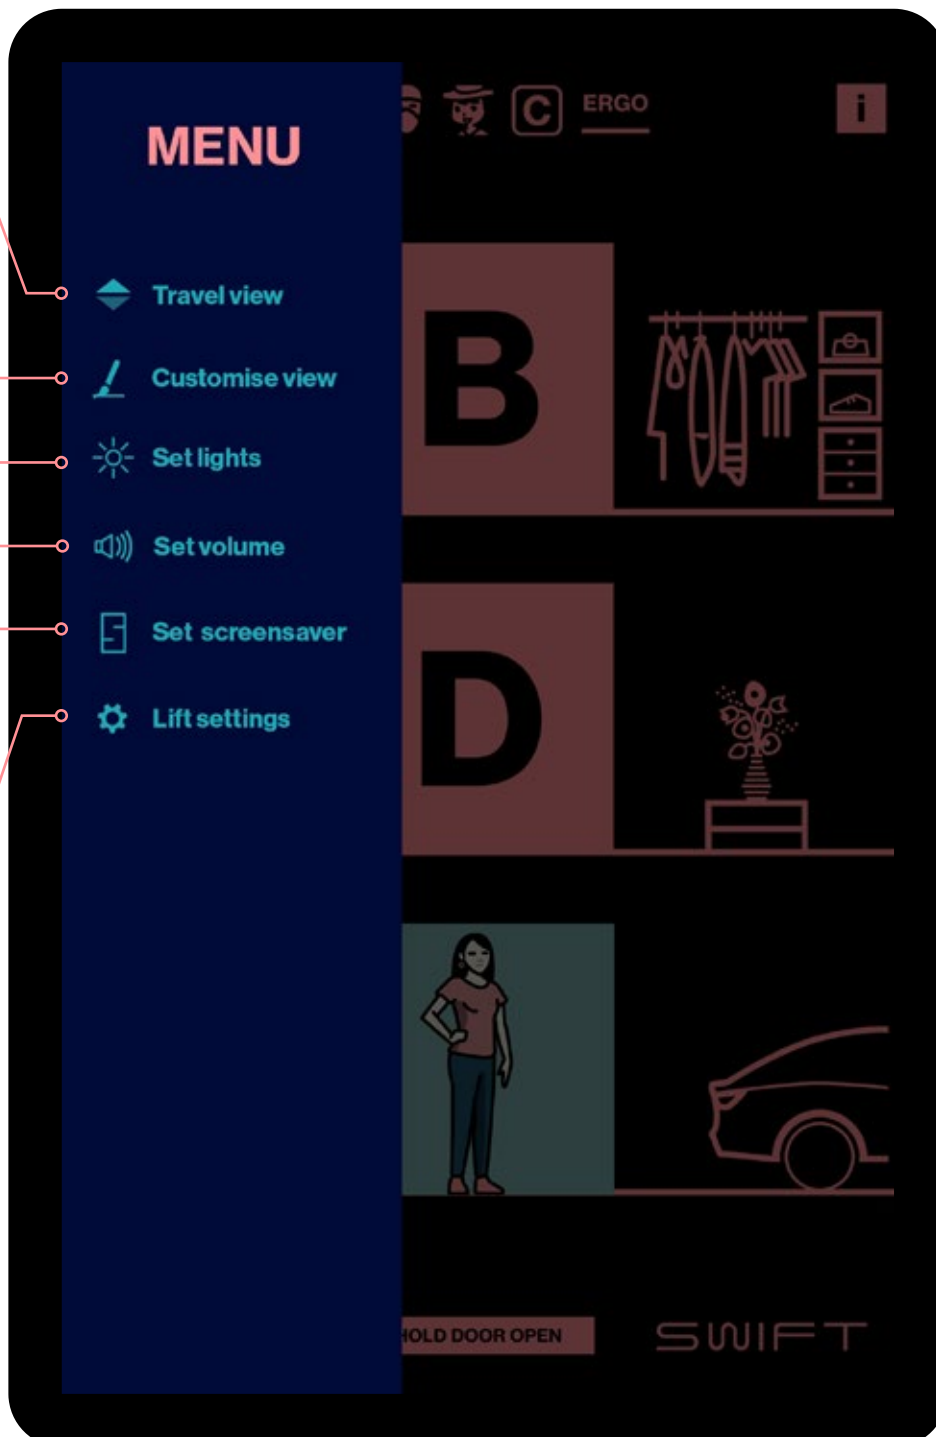 MENU
C ERGO
i
Travel view
Customise view
Set lights
Set volume
Set screensaver
Lift settings
B
D
HOLD DOOR OPEN
SWIFT